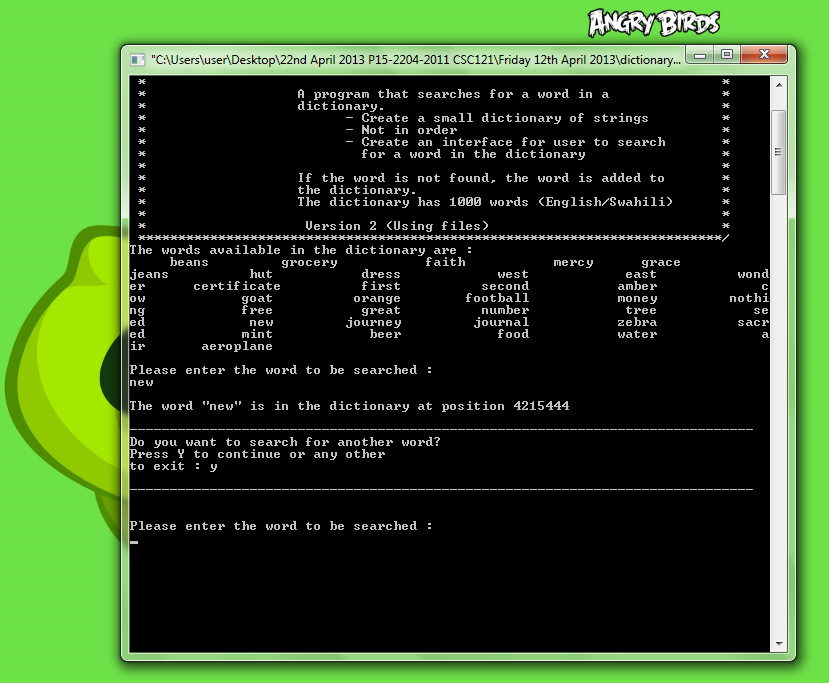 ANGRY BIRDS
"C:\Users\user\Desktop\22nd April 2013 P15-2204-2011 CSC121\Friday 12th April 2013\dictionary...
* *
* A program that searches for a word in a *
* dictionary. *
* - Create a small dictionary of strings *
* - Not in order *
* - Create an interface for user to search *
* for a word in the dictionary *
* *
* If the word is not found, the word is added to *
* the dictionary. *
* The dictionary has 1000 words (English/Swahili) *
* *
* Version 2 (Using files) *
*************************************************************************/
The words available in the dictionary are :
beans grocery faith mercy grace
jeans hut dress west east wond
er certificate first second amber c
ow goat orange football money nothi
ng free great number tree se
ed new journey journal zebra sacr
ed mint beer food water a
ir aeroplane
Please enter the word to be searched :
new
The word "new" is in the dictionary at position 4215444
______________________________________________________________________________
Do you want to search for another word?
Press Y to continue or any other
to exit : y
______________________________________________________________________________
Please enter the word to be searched :